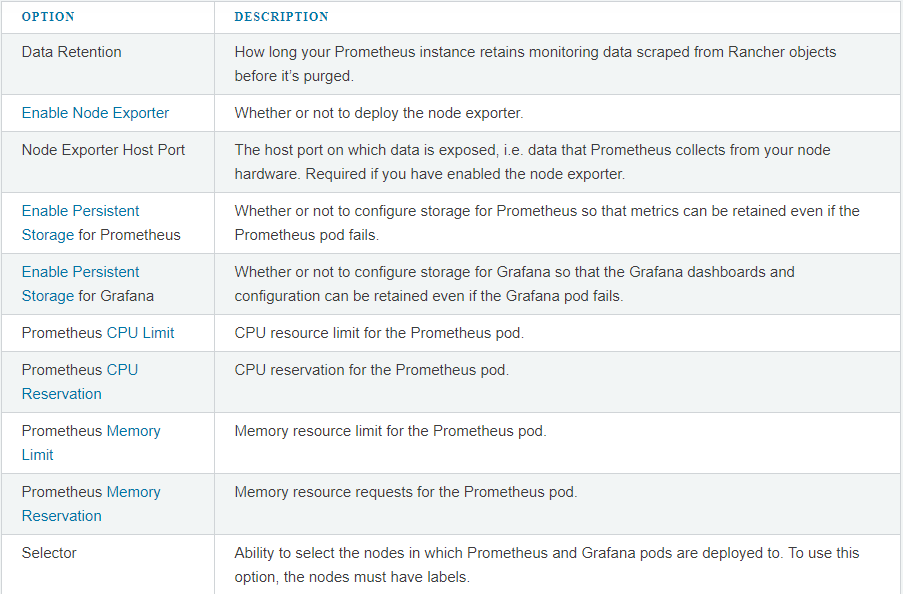 OPTION DESCRIPTION
Data Retention How long your Prometheus instance retains monitoring data scraped from Rancher objects
before it’s purged.
Enable Node Exporter Whether or not to deploy the node exporter.
Node Exporter Host Port The host port on which data is exposed, i.e. data that Prometheus collects from your node
hardware. Required if you have enabled the node exporter.
Enable Persistent Whether or not to configure storage for Prometheus so that metrics can be retained even if the
Storage for Prometheus Prometheus pod fails.
Enable Persistent Whether or not to configure storage for Grafana so that the Grafana dashboards and
Storage for Grafana configuration can be retained even if the Grafana pod fails.
Prometheus CPU Limit CPU resource limit for the Prometheus pod.
Prometheus CPU CPU reservation for the Prometheus pod.
Reservation
Prometheus Memory Memory resource limit for the Prometheus pod.
Limit
Prometheus Memory Memory resource requests for the Prometheus pod.
Reservation
Selector Ability to select the nodes in which Prometheus and Grafana pods are deployed to. To use this
option, the nodes must have labels.